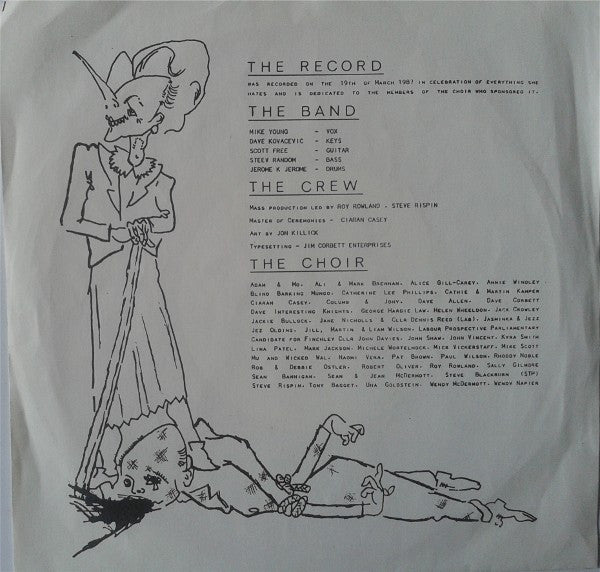 THE RECORD
WAS RECORDED ON THE 19TH OF MARCH 1987 IN CELEBRATION OF EVERYTHING SHE
HATES AND IS DEDICATED TO THE MEMBERS OF THE CHOIR WHO SPONSORED IT.
THE BAND
MIKE YOUNG - VOX
DAVE KOVACEVIC - KEYS
SCOTT FREE - GUITAR
STEEV RANDOM - BASS
JEROME K JEROME - DRUMS
THE CREW
MASS PRODUCTION LED BY ROY ROWLAND . STEVE RISPIN
MASTER OF CEREMONIES - CIARAN CASEY
ART BY JON KILLICK
TYPESETTING - JIM CORBETT ENTERPRISES
THE CHOIR
ADAM & MO. ALI & MARK BRENNAN. ALICE GILL-CAREY. ANNIE WINDLEY
BLIND BARKING MUNGO. CATHERINE LEE PHILLIPS. CATHIE & MARTIN KAMPER
CIARAN CASEY. COLUMB & JOHY. DAVE ALLEN. DAVE CORBETT
DAVE INTERESTING KNIGHTS. GEORGE HARGIE LAW. HELEN WHEELDON. JACK CROWLEY
JACKIE BULLOCK. JANE NICHOLLS & CLLR DENNIS REED (LAB) JASMINKA & JEZZ
JEZ OLDING. JILL, MARTIN & LIAM WILSON. LABOUR PROSPECTIVE PARLIAMENTARY
CANDIDATE FOR FINCHLEY CLLR JOHN DAVIES. JOHN SHAW. JOHN VINCENT. KYRA SMITH
LINA PATEL. MARK JACKSON. MICHELE WORTELHOCK. MICK VICKERSTAFF. MIKE SCOTT
MU AND WICKED WAL. NAOMI VERA. PAT BROWN. PAUL WILSON. RHODDY NOBLE
ROB & DEBBIE OSTLER. ROBERT OLIVER. ROY ROWLAND. SALLY GILMORE
SEAN BANNIGAN. SEAN & JEAN MCDERMOTT. STEVE BLACKBURN (STP)
STEVE RISPIN. TONY BAGGET. UNA GOLDSTEIN. WENDY MCDERMOTT. WENDY NAPIER